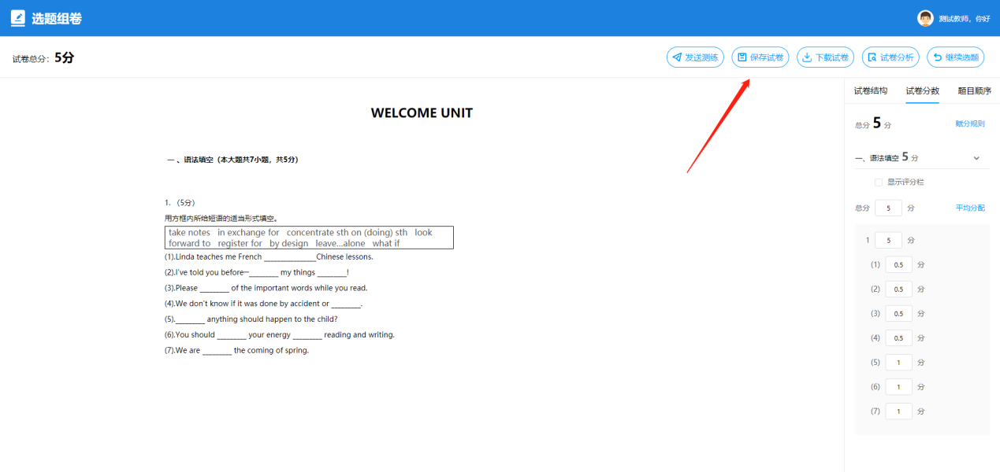 选题组卷
测试教师，你好
试卷总分： 5分
发送测练 保存试卷 下载试卷 试卷分析 继续选题
试卷结构 试卷分数 题目顺序
WELCOME UNIT
总分 5 分 赋分规则
一、语法填空（本大题共7小题，共5分）
一、语法填空 5 分
显示评分栏
1. （5分）
总分 5 分 平均分配
用方框内所给短语的适当形式填空。
take notes in exchange for concentrate sth on (doing) sth look
forward to register for by design leave...alone what if
1 5 分
(1).Linda teaches me French ______________Chinese lessons.
(1) 0.5 分
(2).I've told you before—________ my things ________!
(3).Please ________ of the important words while you read.
(2) 0.5 分
(4).We don't know if it was done by accident or ________.
(3) 0.5 分
(5).________ anything should happen to the child?
(6).You should ________ your energy ________ reading and writing.
(4) 0.5 分
(7).We are ________ the coming of spring.
(5) 1 分
(6) 1 分
(7) 1 分